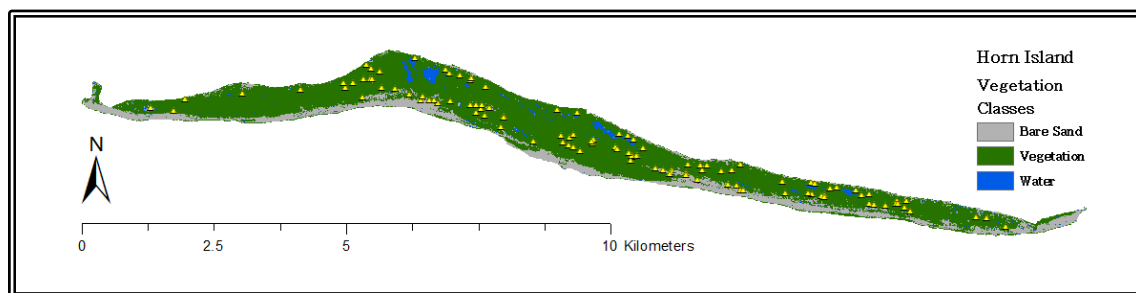 Horn Island
Vegetation
Classes
Bare Sand
Vegetation
Water
N
0 2.5 5 10 Kilometers